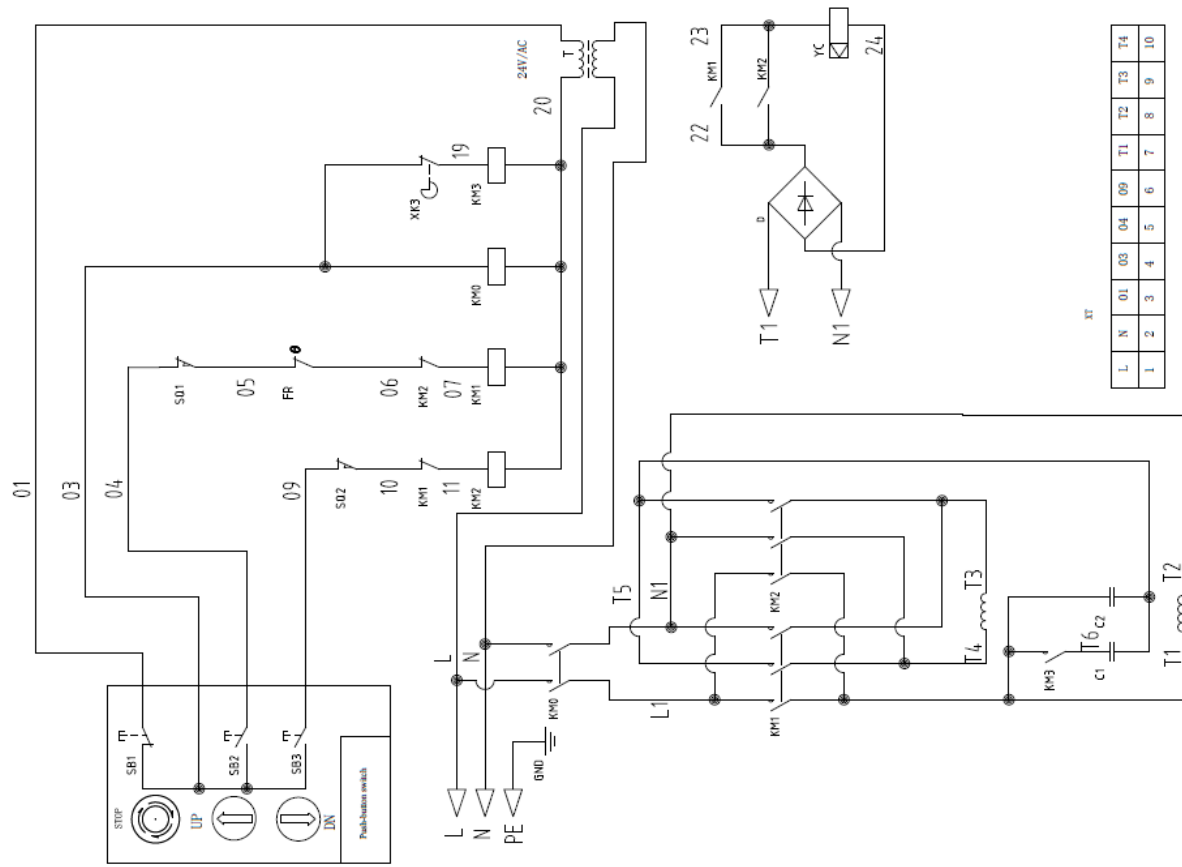 01
03
04
09
24V/AC
T
20
19
XK3
KM3
KM0
SQ1
05
FR
θ
06
KM2
07
KM1
SQ2
10
KM1
11
KM2
23
KM1
22
KM2
YC
24
D
T1
N1
STOP
SB1
UP
SB2
DN
SB3
Push-button switch
L
N
L
N
PE
GND
KM0
L1
T5
N1
KM2
KM1
T3
T4
KM3
T6
C1
C2
T1
T2
XT
L N 01 03 04 09 T1 T2 T3 T4
1 2 3 4 5 6 7 8 9 10